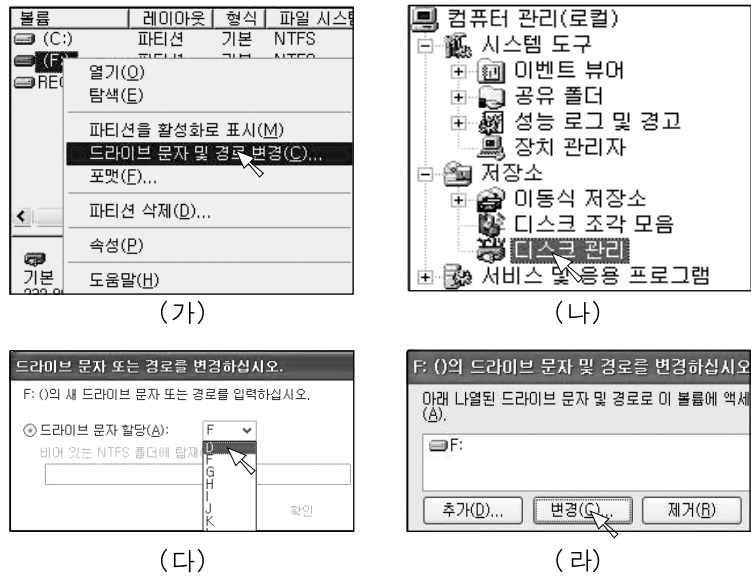 볼륨 레이아웃 형식 파일 시스템
(C:) 파티션 기본 NTFS
(F
REC
열기(O)
탐색(E)
파티션을 활성화로 표시(M)
드라이브 문자 및 경로 변경(C)...
포맷(F)...
파티션 삭제(D)...
속성(P)
도움말(H)
기본
(가)
컴퓨터 관리(로컬)
시스템 도구
이벤트 뷰어
공유 폴더
성능 로그 및 경고
장치 관리자
저장소
이동식 저장소
디스크 조각 모음
디스크 관리
서비스 및 응용 프로그램
(나)
드라이브 문자 또는 경로를 변경하십시오.
F: ()의 새 드라이브 문자 또는 경로를 입력하십시오.
드라이브 문자 할당(A): F
비어 있는 NTFS 폴더에 탑재
D
F
G
H
I
J
K
확인
(다)
F: ()의 드라이브 문자 및 경로를 변경하십시오
아래 나열된 드라이브 문자 및 경로로 이 볼륨에 액세
(A).
F:
추가(D)... 변경(C)... 제거(R)
(라)